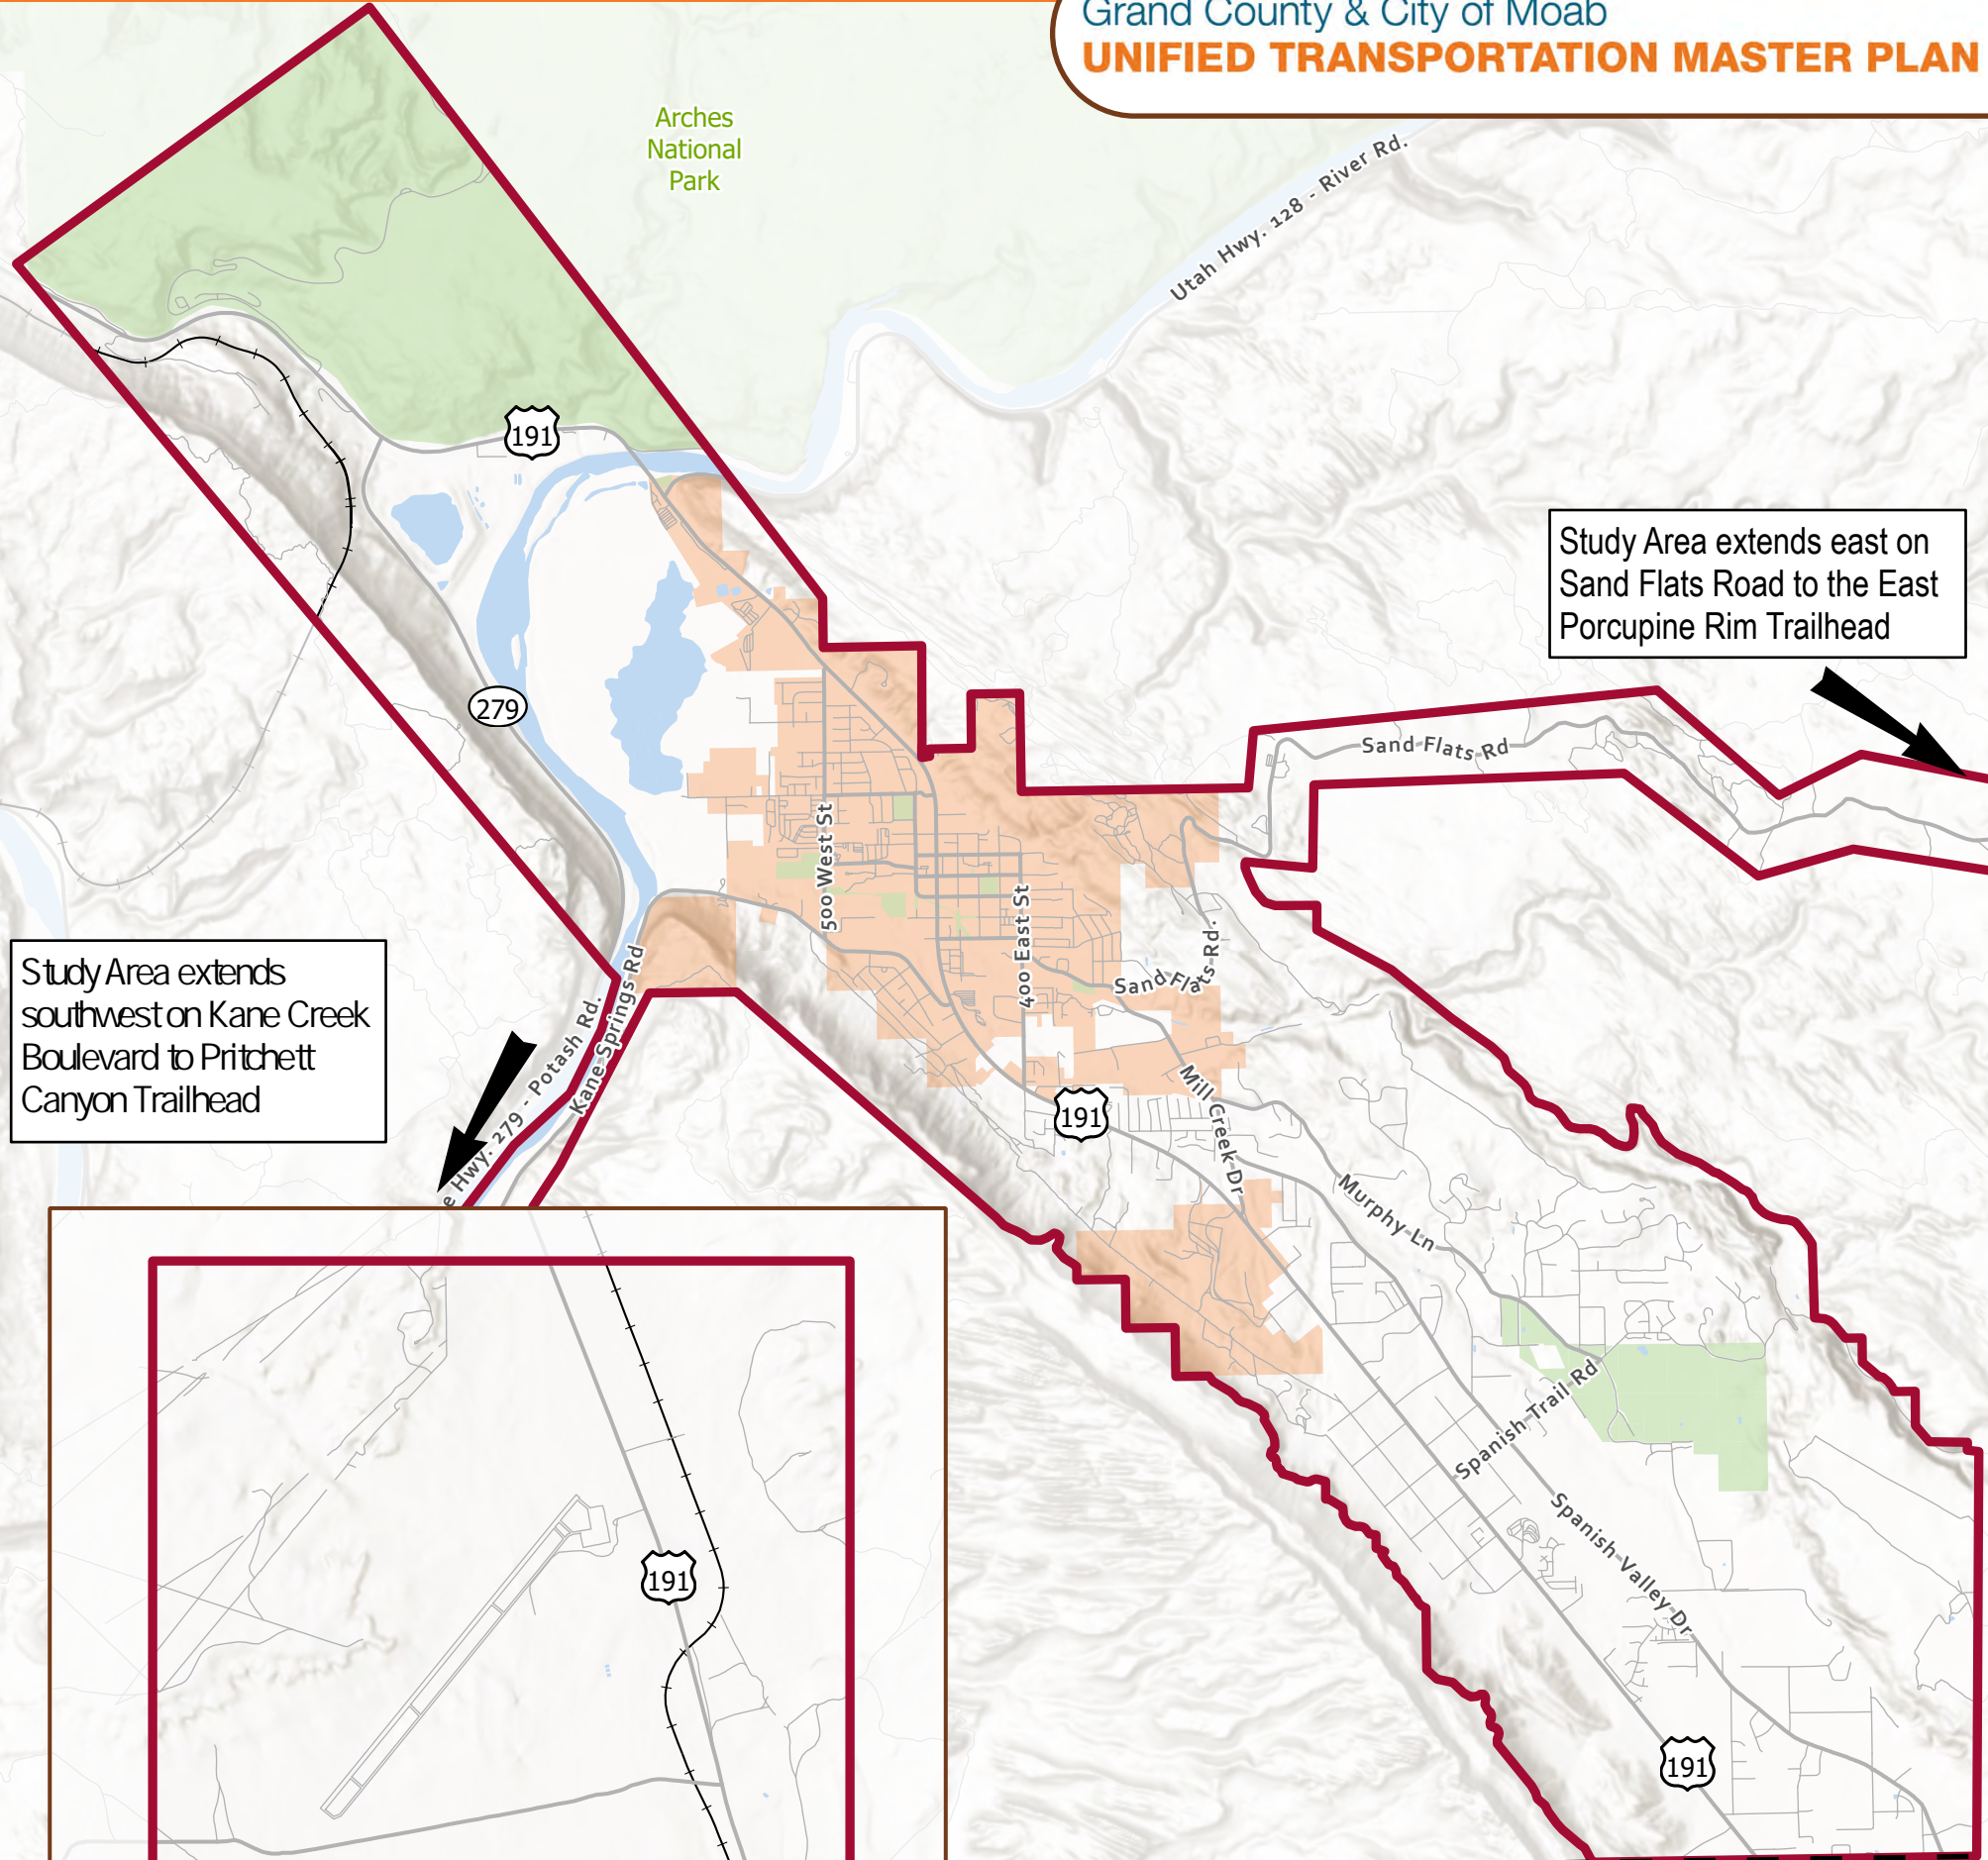 Grand County & City of Moab
UNIFIED TRANSPORTATION MASTER PLAN
Arches
National
Park
Utah Hwy. 128 - River Rd.
191
Study Area extends east on
Sand Flats Road to the East
Porcupine Rim Trailhead
279
Sand Flats Rd
500 West St
400 East St
Sand Flats Rd.
Study Area extends
southwest on Kane Creek
Boulevard to Pritchett
Canyon Trailhead
e Hwy. 279 - Potash Rd.
Kane Springs Rd
191
Mill Creek Dr
Murphy Ln
Spanish Trail Rd
Spanish Valley Dr
191
191